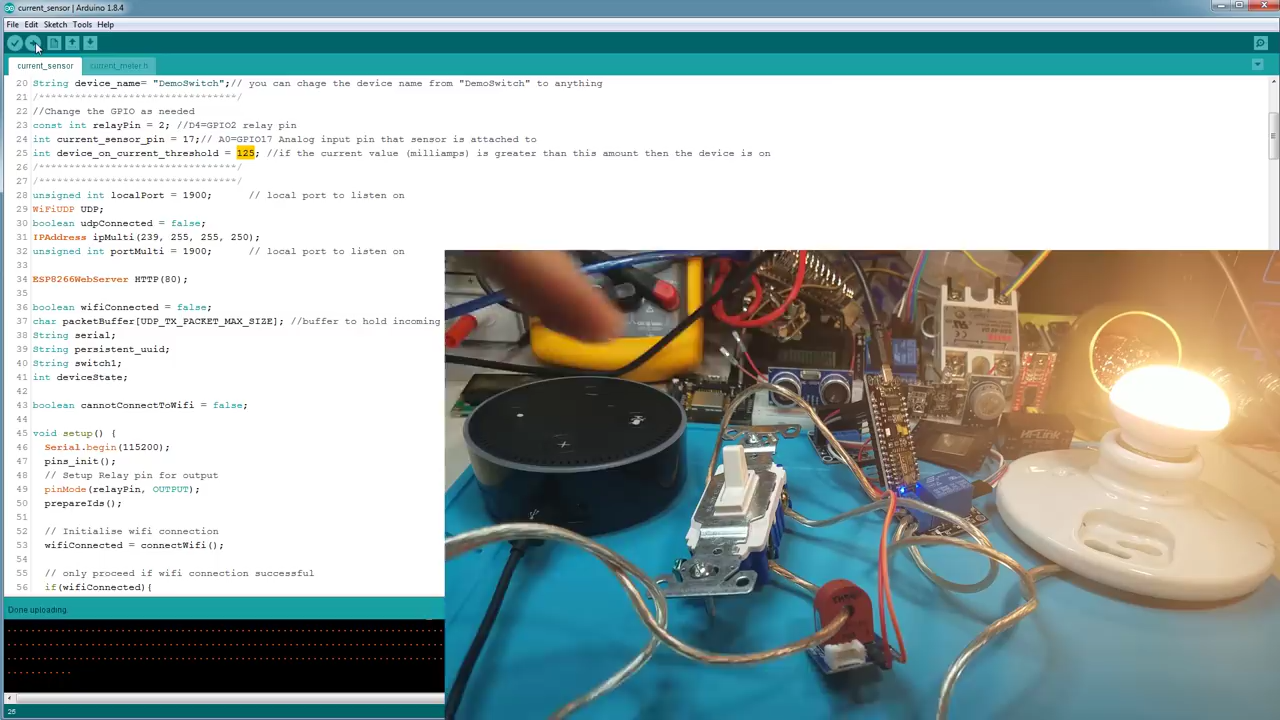 current_sensor | Arduino 1.8.4
File Edit Sketch Tools Help
current_sensor current_meter.h
20 String device_name= "DemoSwitch";// you can chage the device name from "DemoSwitch" to anything
21 /*********************************/
22 //Change the GPIO as needed
23 const int relayPin = 2; //D4=GPIO2 relay pin
24 int current_sensor_pin = 17;// A0=GPIO17 Analog input pin that sensor is attached to
25 int device_on_current_threshold = 125; //if the current value (milliamps) is greater than this amount then the device is on
26 /*********************************/
27 /*********************************/
28 unsigned int localPort = 1900; // local port to listen on
29 WiFiUDP UDP;
30 boolean udpConnected = false;
31 IPAddress ipMulti(239, 255, 255, 250);
32 unsigned int portMulti = 1900; // local port to listen on
33
34 ESP8266WebServer HTTP(80);
35
36 boolean wifiConnected = false;
37 char packetBuffer[UDP_TX_PACKET_MAX_SIZE]; //buffer to hold incoming
38 String serial;
39 String persistent_uuid;
40 String switch1;
41 int deviceState;
42
43 boolean cannotConnectToWifi = false;
44
45 void setup() {
46 Serial.begin(115200);
47 pins_init();
48 // Setup Relay pin for output
49 pinMode(relayPin, OUTPUT);
50 prepareIds();
51
52 // Initialise wifi connection
53 wifiConnected = connectWifi();
54
55 // only proceed if wifi connection successful
56 if(wifiConnected){
Done uploading.
25
HI-LINK